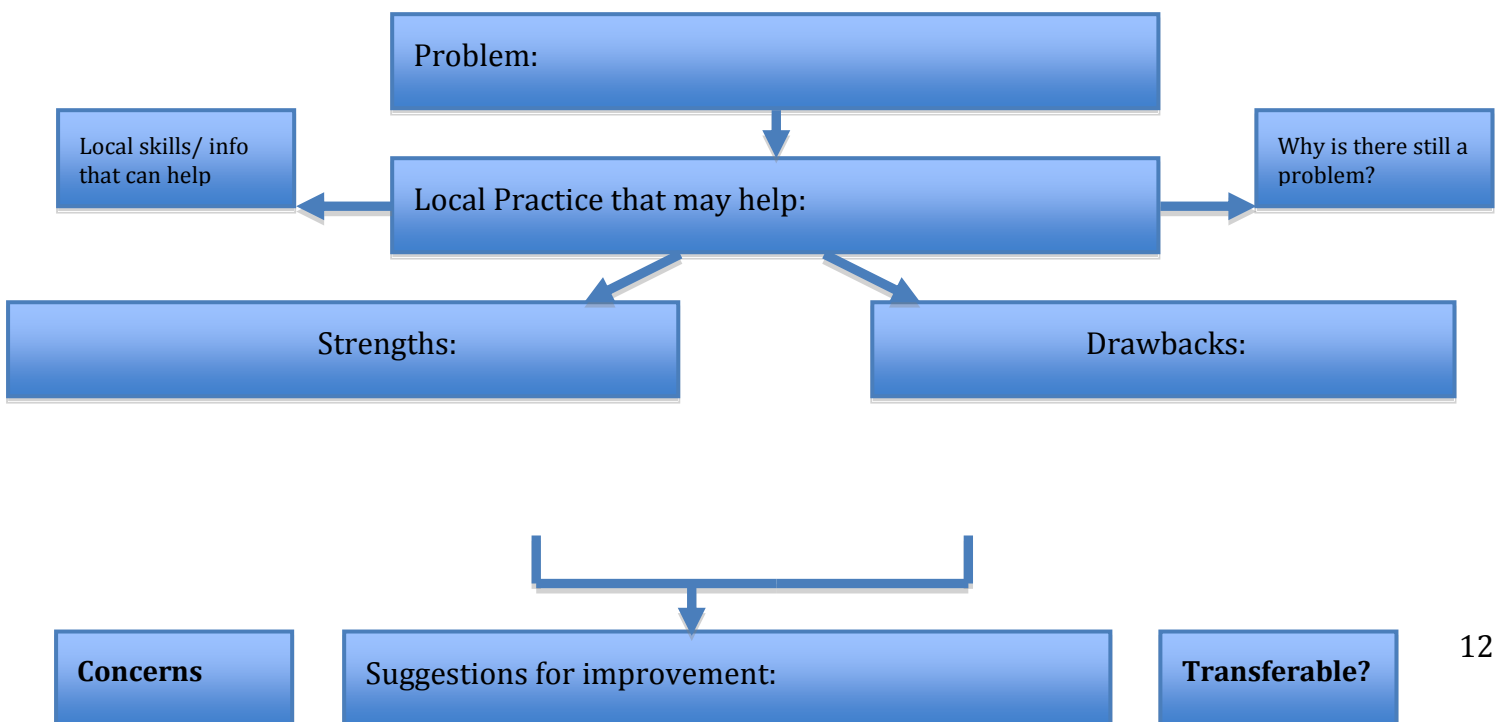 Problem:
Local skills/ info
that can help
Why is there still a
problem?
Local Practice that may help:
Strengths:
Drawbacks:
Concerns
Suggestions for improvement:
Transferable?
12